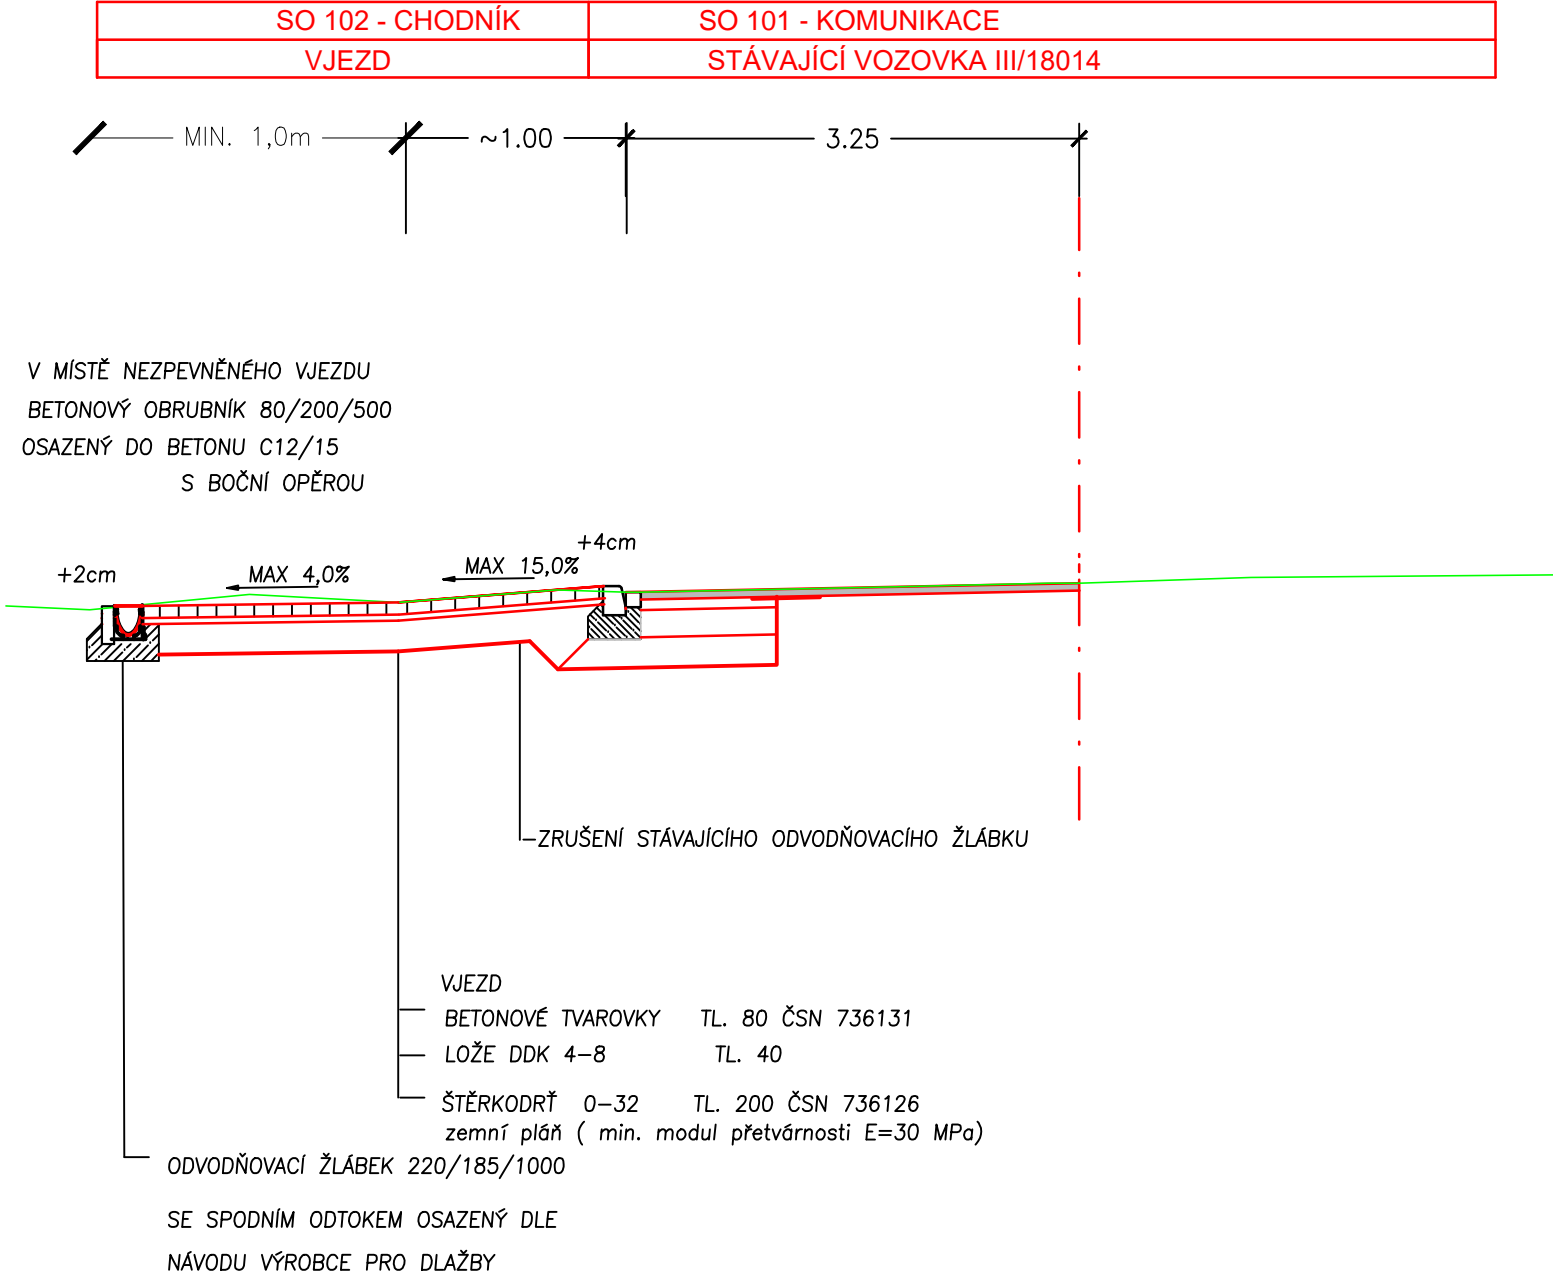 SO 102 - CHODNÍK
SO 101 - KOMUNIKACE
VJEZD
STÁVAJÍCÍ VOZOVKA III/18014
MIN. 1,0m
~1.00
3.25
V MÍSTĚ NEZPEVNĚNÉHO VJEZDU
BETONOVÝ OBRUBNÍK 80/200/500
OSAZENÝ DO BETONU C12/15
S BOČNÍ OPĚROU
+4cm
+2cm
MAX 4,0%
MAX 15,0%
ZRUŠENÍ STÁVAJÍCÍHO ODVODŇOVACÍHO ŽLÁBKU
VJEZD
BETONOVÉ TVAROVKY TL. 80 ČSN 736131
LOŽE DDK 4-8 TL. 40
ŠTĚRKODRŤ 0-32 TL. 200 ČSN 736126
zemní pláň ( min. modul přetvárnosti E=30 MPa)
ODVODŇOVACÍ ŽLÁBEK 220/185/1000
SE SPODNÍM ODTOKEM OSAZENÝ DLE
NÁVODU VÝROBCE PRO DLAŽBY